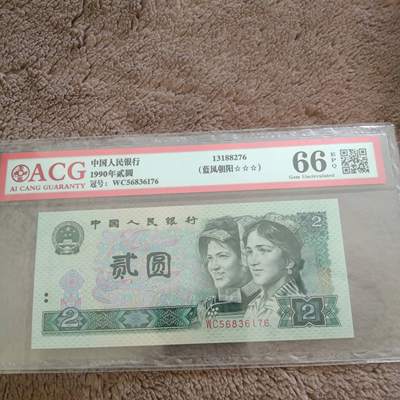 ACG
AI CANG GUARANTY
中国人民银行
1990年贰圆
冠号: WC56836176
13188276
(蓝凤朝阳☆☆☆)
66 EPQ
Gem Uncirculated
中国人民银行
2
贰圆
2
2
WC56836176